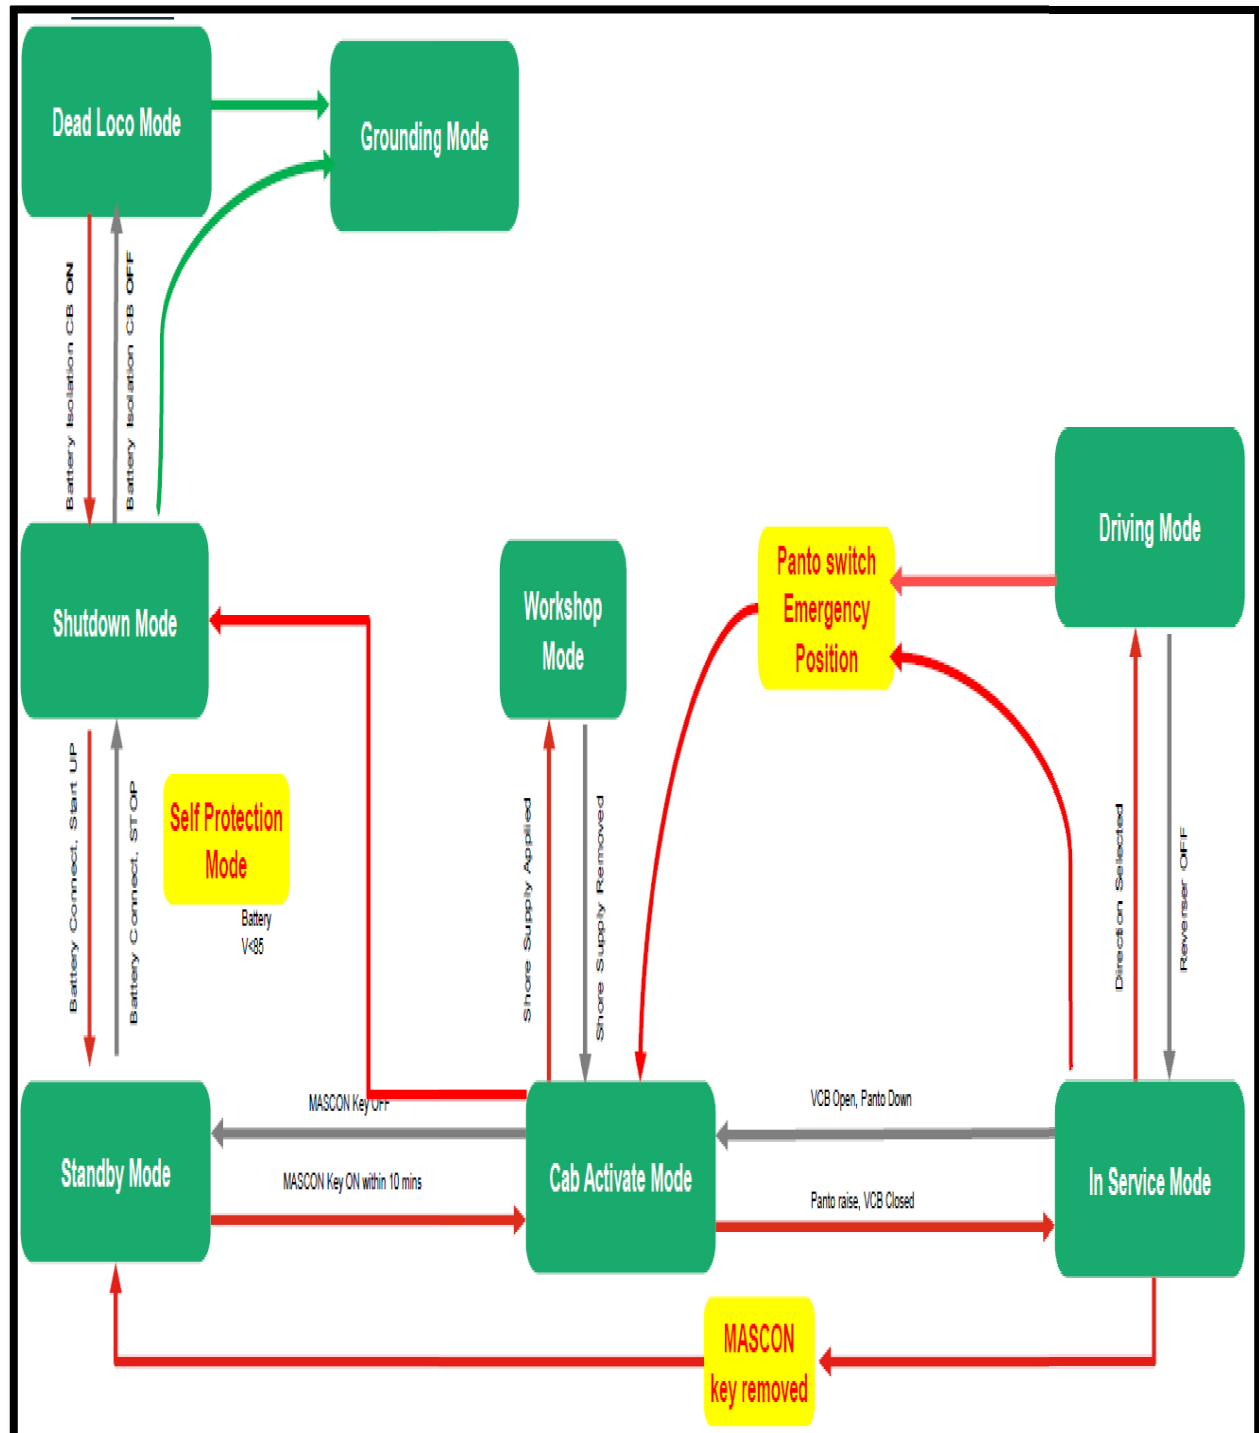 Dead Loco Mode
Grounding Mode
Battery Isolation CB ON
Battery Isolation CB OFF
Driving Mode
Shutdown Mode
Workshop
Mode
Panto switch
Emergency
Position
Battery Connect, Start UP
Battery Connect, STOP
Self Protection
Mode
Battery
V<85
Shore Supply Applied
Shore Supply Removed
Direction Selected
Reverser OFF
MASCON Key OFF
VCB Open, Panto Down
Standby Mode
MASCON Key ON within 10 mins
Cab Activate Mode
Panto raise, VCB Closed
In Service Mode
MASCON
key removed